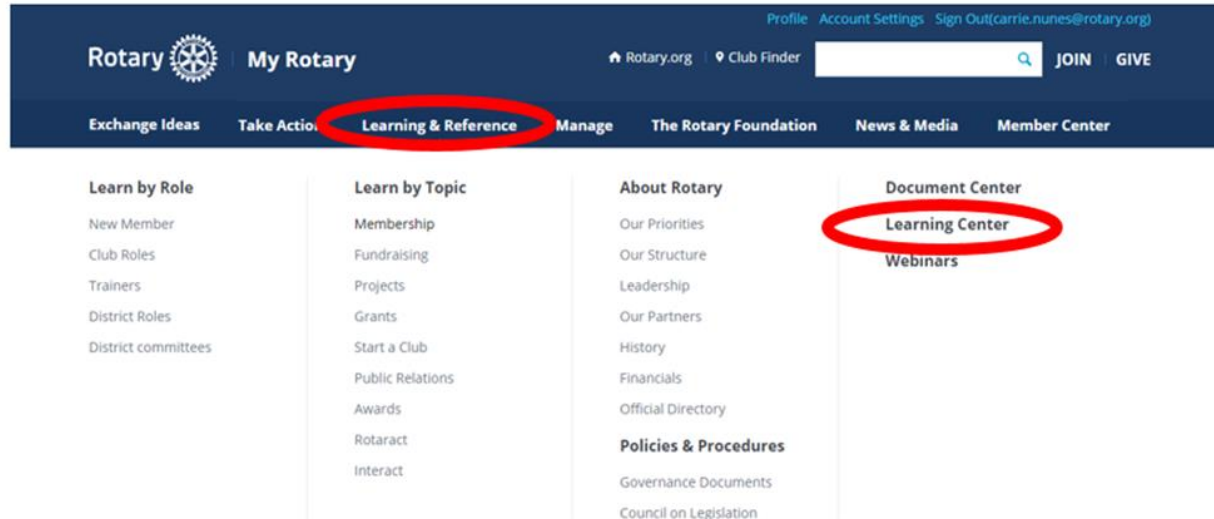 Profile Account Settings Sign Out(carrie.nunes@rotary.org)
Rotary My Rotary Rotary.org Club Finder JOIN GIVE
Exchange Ideas Take Action Learning & Reference Manage The Rotary Foundation News & Media Member Center
Learn by Role
New Member
Club Roles
Trainers
District Roles
District committees
Learn by Topic
Membership
Fundraising
Projects
Grants
Start a Club
Public Relations
Awards
Rotaract
Interact
About Rotary
Our Priorities
Our Structure
Leadership
Our Partners
History
Financials
Official Directory
Policies & Procedures
Governance Documents
Council on Legislation
Document Center
Learning Center
Webinars